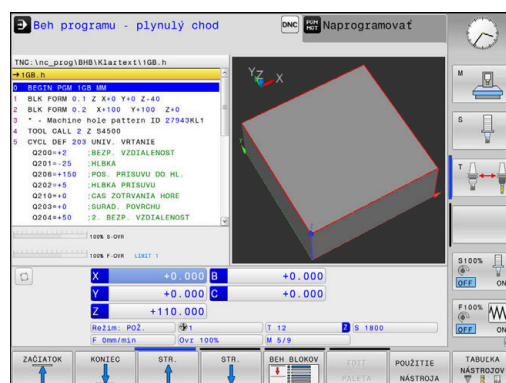 Beh programu - plynulý chod
DNC
PGM
MOT
Naprogramovať
TNC:\nc_prog\BHB\Klartext\1GB.h
→1GB.h
0 BEGIN PGM 1GB MM
1 BLK FORM 0.1 Z X+0 Y+0 Z-40
2 BLK FORM 0.2 X+100 Y+100 Z+0
3 * - Machine hole pattern ID 27943KL1
4 TOOL CALL 2 Z S4500
5 CYCL DEF 203 UNIV. VRTANIE
Q200=+2 ;BEZP. VZDIALENOST
Q201=-25 ;HLBKA
Q206=+150 ;POS. PRISUVU DO HL.
Q202=+5 ;HLBKA PRISUVU
Q210=+0 ;CAS ZOTRVANIA HORE
Q203=+0 ;SURAD. POVRCHU
Q204=+50 ;2. BEZP. VZDIALENOST
100% S-OVR
100% F-OVR LIMIT 1
Z
Y
X
M
S
T
X +0.000 B +0.000
Y +0.000 C +0.000
Z +110.000
Režim: POŽ. 1 T 12 Z S 1800
F 0mm/min Ovr 100% M 5/9
S100%
OFF ON
F100%
OFF ON
ZAČIATOK
KONIEC
STR.
STR.
BEH BLOKOV
EDIT
PALETA
POUŽITIE
NÁSTROJA
TABUĽKA
NÁSTROJOV